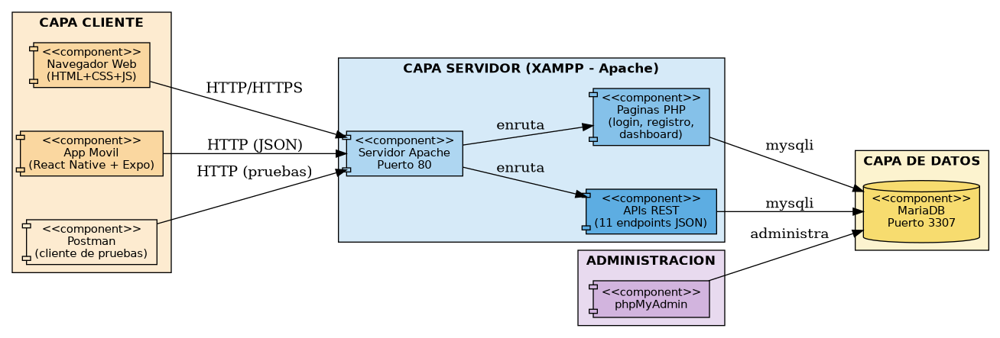 CAPA CLIENTE
<<component>>
Navegador Web
(HTML+CSS+JS)
<<component>>
App Movil
(React Native + Expo)
<<component>>
Postman
(cliente de pruebas)
HTTP/HTTPS
HTTP (JSON)
HTTP (pruebas)
CAPA SERVIDOR (XAMPP - Apache)
<<component>>
Servidor Apache
Puerto 80
enruta
enruta
<<component>>
Paginas PHP
(login, registro,
dashboard)
<<component>>
APIs REST
(11 endpoints JSON)
ADMINISTRACION
<<component>>
phpMyAdmin
mysqli
mysqli
administra
CAPA DE DATOS
<<component>>
MariaDB
Puerto 3307